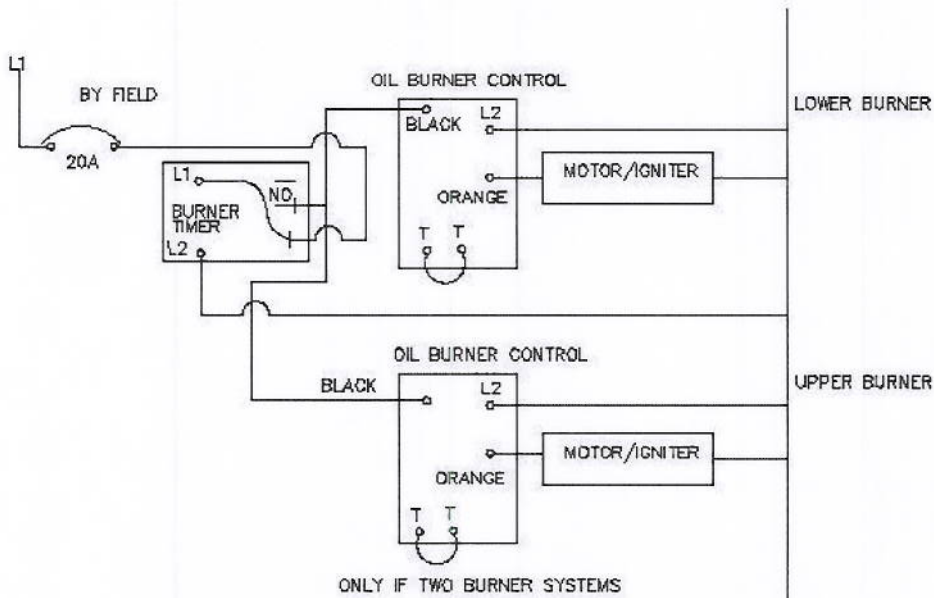 L1
BY FIELD
20A
OIL BURNER CONTROL
BLACK
L2
ORANGE
T T
MOTOR/IGNITER
LOWER BURNER
L1
NO
BURNER
TIMER
L2
OIL BURNER CONTROL
BLACK
L2
ORANGE
T T
MOTOR/IGNITER
UPPER BURNER
ONLY IF TWO BURNER SYSTEMS